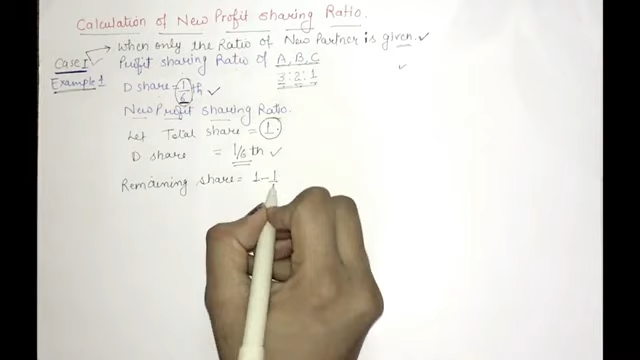 Calculation of New Profit sharing Ratio.
Case I → When only the Ratio of New Partner is given. ✓
Example 1 Profit sharing Ratio of A, B, C
3:2:1
D share = 1/6 th ✓
New Profit sharing Ratio.
Let Total share = 1.
D share = 1/6 th ✓
Remaining share = 1 - 1